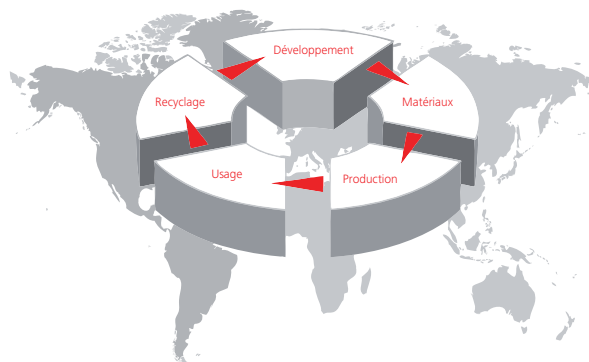 Développement
Matériaux
Production
Usage
Recyclage